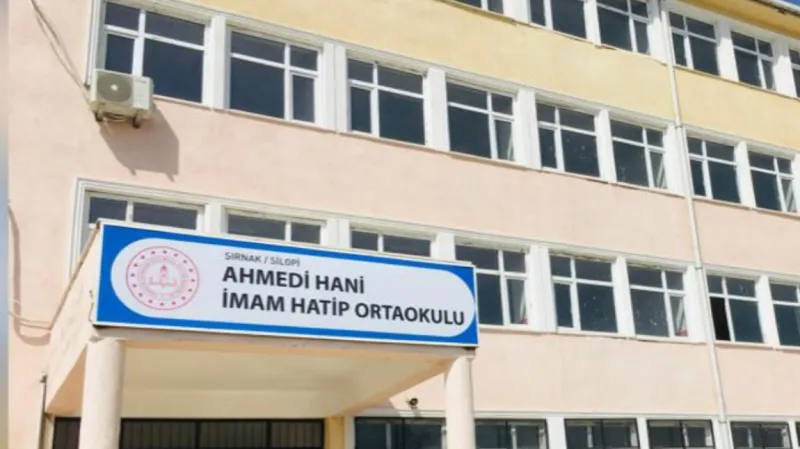 ŞIRNAK / SİLOPİ
AHMEDİ HANİ
İMAM HATİP ORTAOKULU